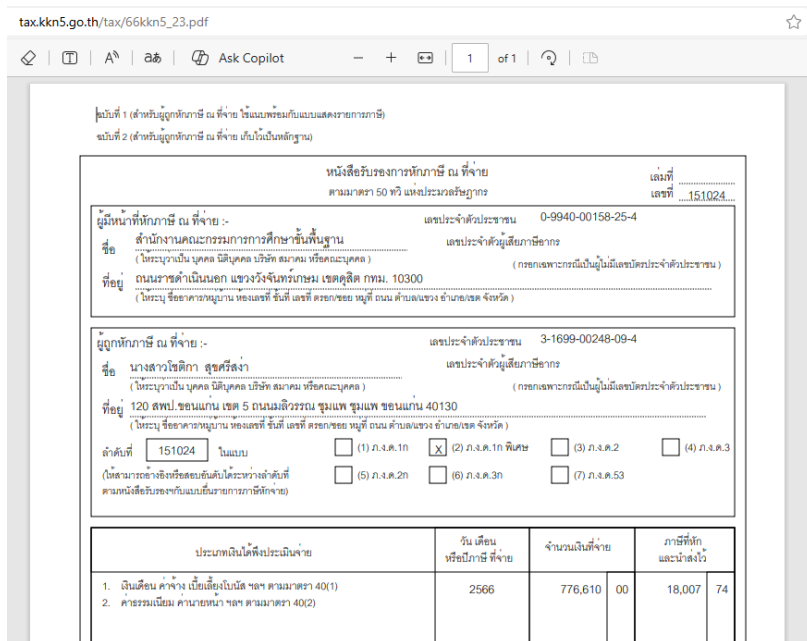 tax.kkn5.go.th/tax/66kkn5_23.pdf
Ask Copilot
1 of 1
ฉบับที่ 1 (สำหรับผู้ถูกหักภาษี ณ ที่จ่าย ใช้แนบพร้อมกับแบบแสดงรายการภาษี)
ฉบับที่ 2 (สำหรับผู้ถูกหักภาษี ณ ที่จ่าย เก็บไว้เป็นหลักฐาน)
หนังสือรับรองการหักภาษี ณ ที่จ่าย
เล่มที่
ตามมาตรา 50 ทวิ แห่งประมวลรัษฎากร
เลขที่ 151024
ผู้มีหน้าที่หักภาษี ณ ที่จ่าย :- เลขประจำตัวประชาชน 0-9940-00158-25-4
ชื่อ สำนักงานคณะกรรมการการศึกษาขั้นพื้นฐาน เลขประจำตัวผู้เสียภาษีอากร
( ให้ระบุว่าเป็น บุคคล นิติบุคคล บริษัท สมาคม หรือคณะบุคคล ) ( กรอกเฉพาะกรณีเป็นผู้ไม่มีเลขบัตรประจำตัวประชาชน )
ที่อยู่ ถนนราชดำเนินนอก แขวงวังจันทร์เกษม เขตดุสิต กทม. 10300
( ให้ระบุ ชื่ออาคาร/หมู่บ้าน ห้องเลขที่ ชั้นที่ เลขที่ ตรอก/ซอย หมู่ที่ ถนน ตำบล/แขวง อำเภอ/เขต จังหวัด )
ผู้ถูกหักภาษี ณ ที่จ่าย :- เลขประจำตัวประชาชน 3-1699-00248-09-4
ชื่อ นางสาวโชติกา สุขศรีสง่า เลขประจำตัวผู้เสียภาษีอากร
( ให้ระบุว่าเป็น บุคคล นิติบุคคล บริษัท สมาคม หรือคณะบุคคล ) ( กรอกเฉพาะกรณีเป็นผู้ไม่มีเลขบัตรประจำตัวประชาชน )
ที่อยู่ 120 สพป.ขอนแก่น เขต 5 ถนนมลิวรรณ ชุมแพ ชุมแพ ขอนแก่น 40130
( ให้ระบุ ชื่ออาคาร/หมู่บ้าน ห้องเลขที่ ชั้นที่ เลขที่ ตรอก/ซอย หมู่ที่ ถนน ตำบล/แขวง อำเภอ/เขต จังหวัด )
ลำดับที่ 151024 ในแบบ (1) ภ.ง.ด.1ก X (2) ภ.ง.ด.1ก พิเศษ (3) ภ.ง.ด.2 (4) ภ.ง.ด.3
(ให้สามารถอ้างอิงหรือสอบยันกันได้ระหว่างลำดับที่ (5) ภ.ง.ด.2ก (6) ภ.ง.ด.3ก (7) ภ.ง.ด.53
ตามหนังสือรับรองฯกับแบบยื่นรายการภาษีหักจ่าย)
ประเภทเงินได้พึงประเมินจ่าย
วัน เดือน
หรือปีภาษี ที่จ่าย
จำนวนเงินที่จ่าย
ภาษีที่หัก
และนำส่งไว้
1. เงินเดือน ค่าจ้าง เบี้ยเลี้ยงโบนัส ฯลฯ ตามมาตรา 40(1) 2566 776,610 00 18,007 74
2. ค่าธรรมเนียม ค่านายหน้า ฯลฯ ตามมาตรา 40(2)